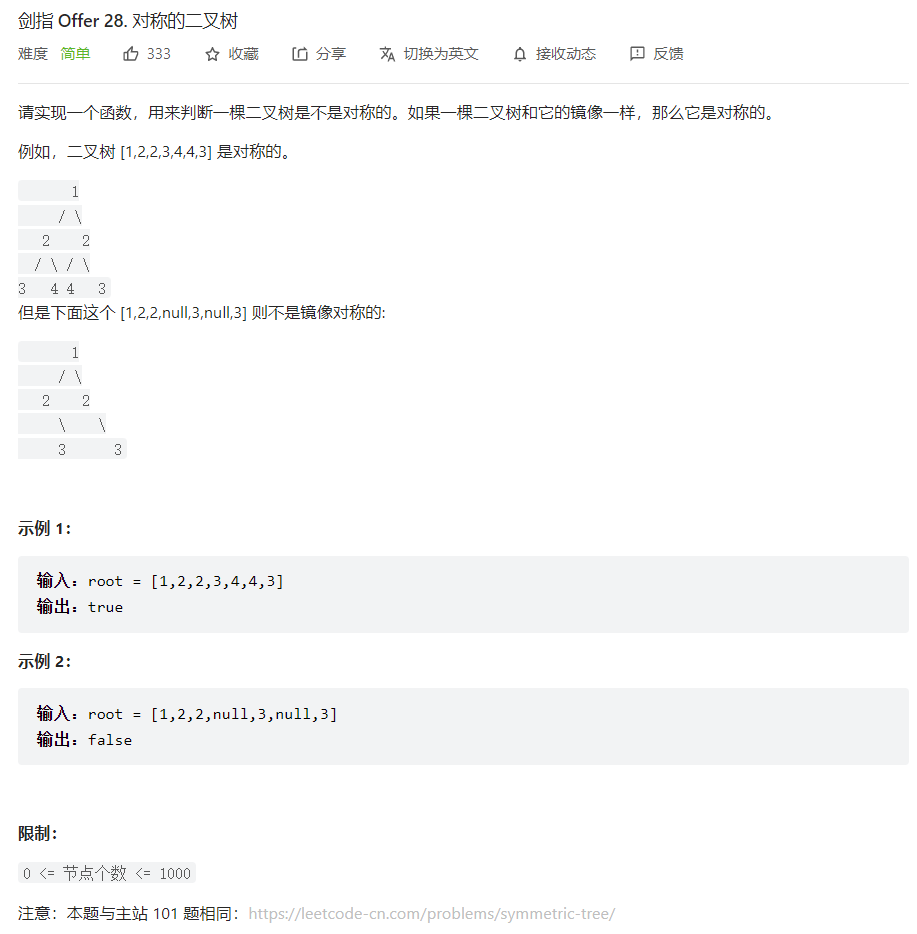 剑指 Offer 28. 对称的二叉树
难度 简单 333 收藏 分享 切换为英文 接收动态 反馈
请实现一个函数，用来判断一棵二叉树是不是对称的。如果一棵二叉树和它的镜像一样，那么它是对称的。
例如，二叉树 [1,2,2,3,4,4,3] 是对称的。
1
/ \
2 2
/ \ / \
3 4 4 3
但是下面这个 [1,2,2,null,3,null,3] 则不是镜像对称的:
1
/ \
2 2
\ \
3 3
示例 1：
输入：root = [1,2,2,3,4,4,3]
输出：true
示例 2：
输入：root = [1,2,2,null,3,null,3]
输出：false
限制：
0 <= 节点个数 <= 1000
注意：本题与主站 101 题相同：https://leetcode-cn.com/problems/symmetric-tree/